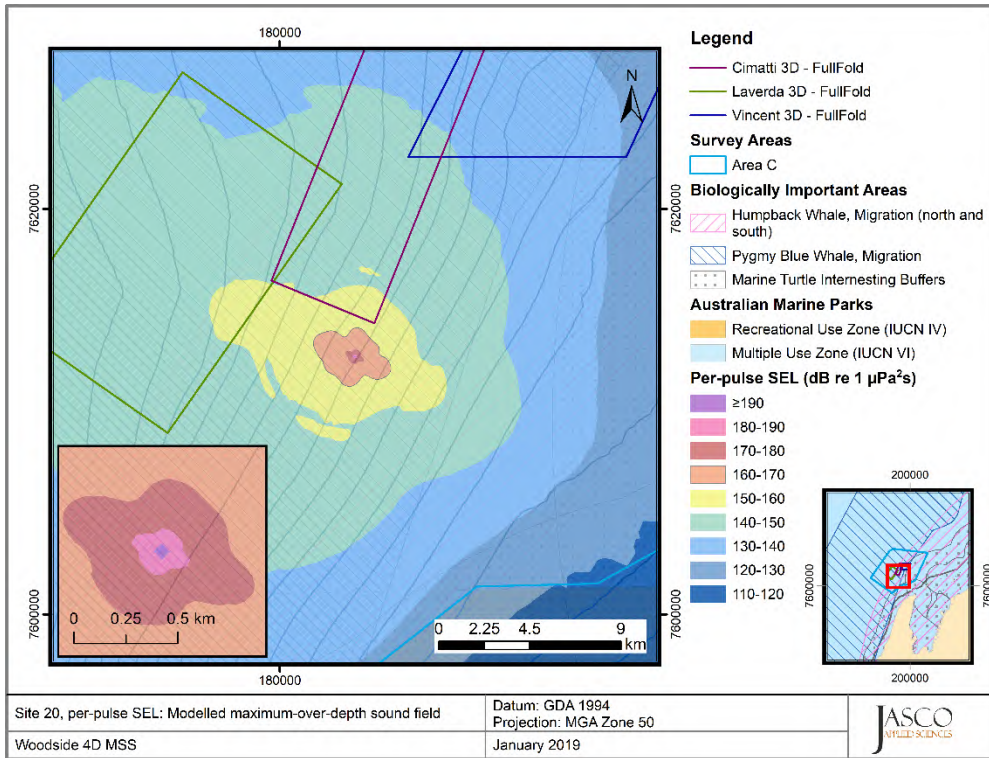 180000
N
7620000
7620000
7600000
7600000
0 0.25 0.5 km
0 2.25 4.5 9
km
180000
Legend
Cimatti 3D - FullFold
Laverda 3D - FullFold
Vincent 3D - FullFold
Survey Areas
Area C
Biologically Important Areas
Humpback Whale, Migration (north and
south)
Pygmy Blue Whale, Migration
Marine Turtle Internesting Buffers
Australian Marine Parks
Recreational Use Zone (IUCN IV)
Multiple Use Zone (IUCN VI)
Per-pulse SEL (dB re 1 µPa²s)
≥190
180-190
170-180
160-170
150-160
140-150
130-140
120-130
110-120
200000
7600000
7600000
200000
Site 20, per-pulse SEL: Modelled maximum-over-depth sound field
Datum: GDA 1994
Projection: MGA Zone 50
Woodside 4D MSS
January 2019
JASCO
APPLIED SCIENCES